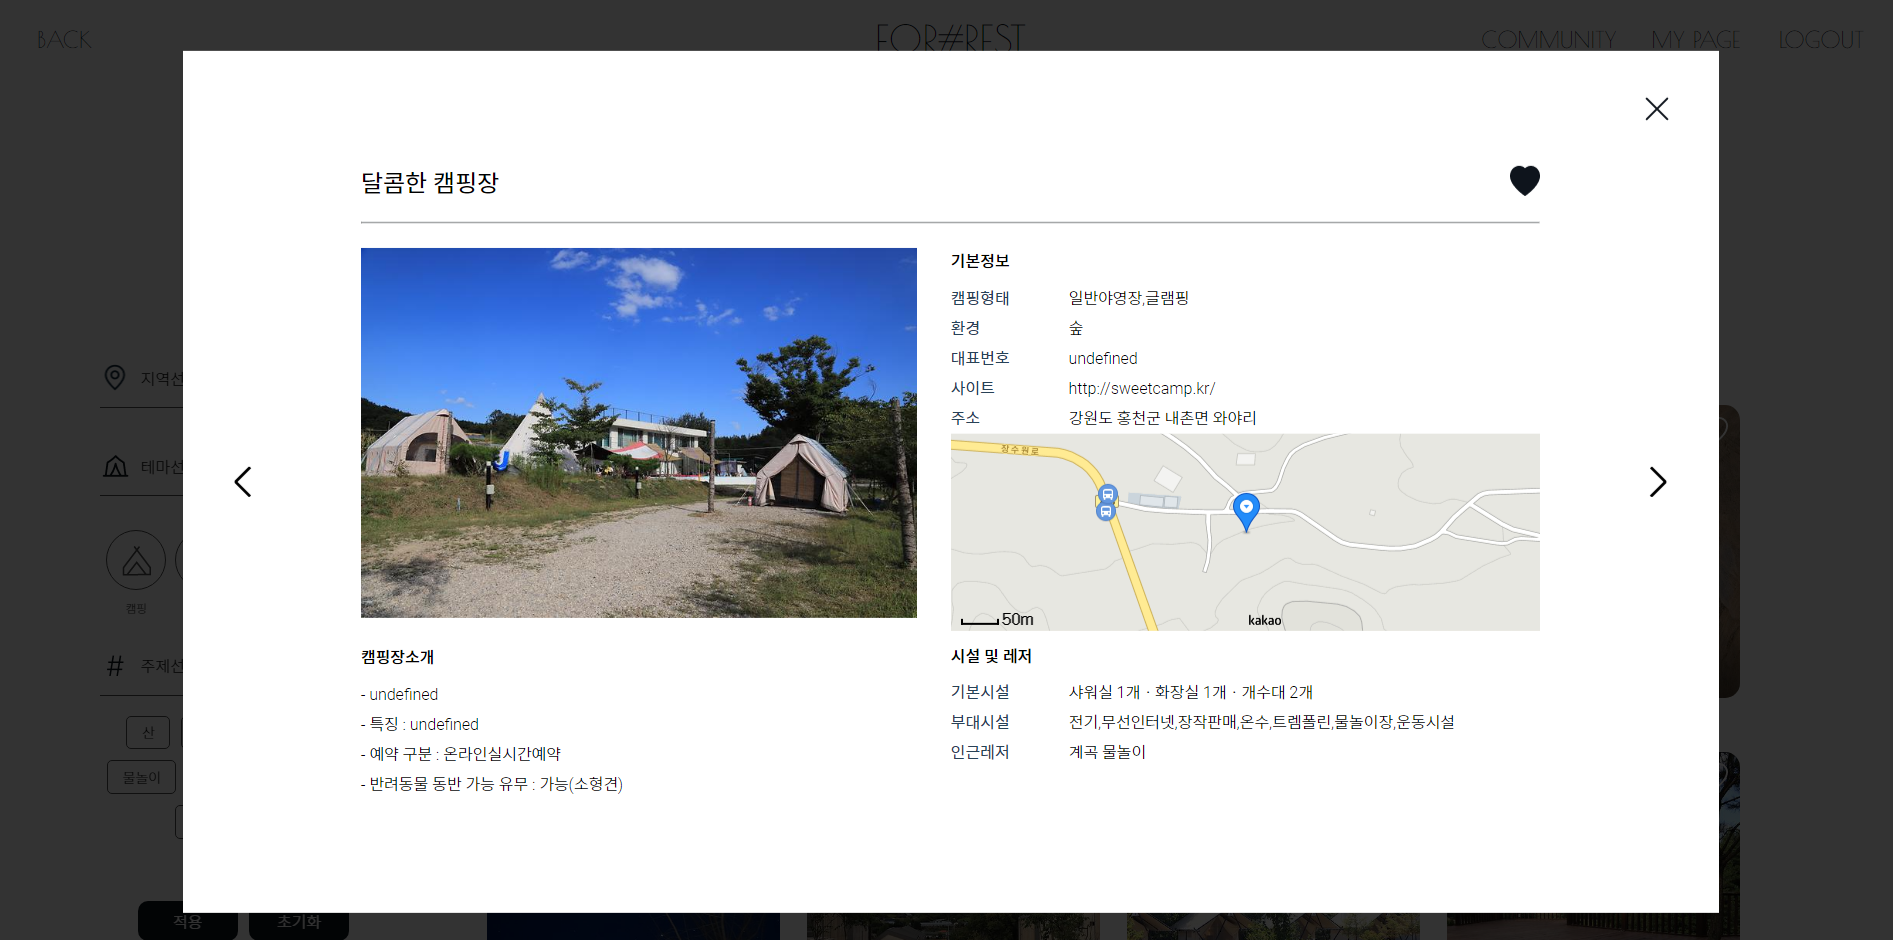 BACK
FOR#REST
COMMUNITY MY PAGE LOGOUT
달콤한 캠핑장
기본정보
캠핑형태 일반야영장,글램핑
환경 숲
대표번호 undefined
사이트 http://sweetcamp.kr/
주소 강원도 홍천군 내촌면 와야리
장수원로
50m
kakao
캠핑장소개
- undefined
- 특징 : undefined
- 예약 구분 : 온라인실시간예약
- 반려동물 동반 가능 유무 : 가능(소형견)
시설 및 레저
기본시설 샤워실 1개 · 화장실 1개 · 개수대 2개
부대시설 전기,무선인터넷,장작판매,온수,트렘폴린,물놀이장,운동시설
인근레저 계곡 물놀이
지역선
테마선
캠핑
# 주제선
산
물놀이
적용 초기화